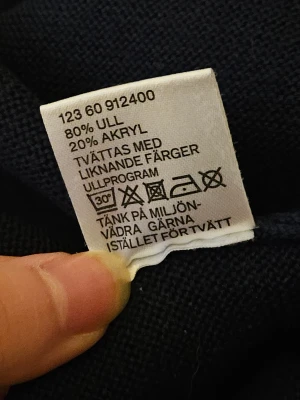 123 60 912400
80% ULL
20% AKRYL
TVÄTTAS MED
LIKNANDE FÄRGER
ULLPROGRAM
30°
TÄNK PÅ MILJÖN-
VÄDRA GÄRNA
ISTÄLLET FÖR TVÄTT